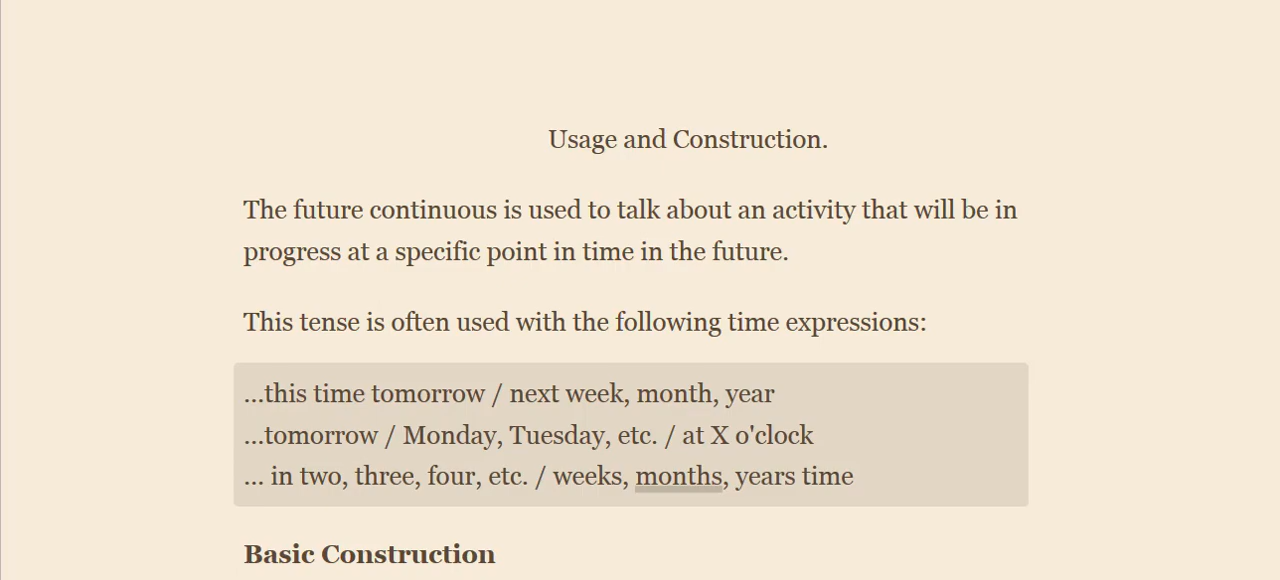 Usage and Construction.
The future continuous is used to talk about an activity that will be in
progress at a specific point in time in the future.
This tense is often used with the following time expressions:
...this time tomorrow / next week, month, year
...tomorrow / Monday, Tuesday, etc. / at X o'clock
... in two, three, four, etc. / weeks, months, years time
Basic Construction